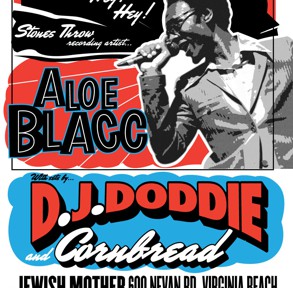 Hey!
Stones Throw
recording artist...
ALOE
BLACC
With sets by...
D.J. DODDIE
and Cornbread
JEWISH MOTHER 600 NEVAN RD. VIRGINIA BEACH